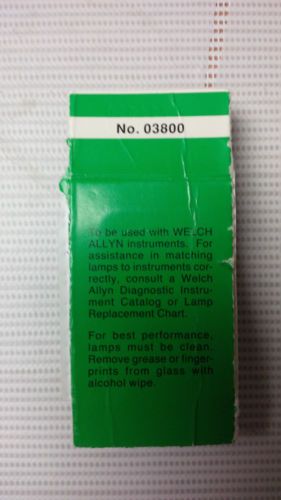 No. 03800
To be used with WELCH
ALLYN instruments. For
assistance in matching
lamps to instruments cor-
rectly, consult a Welch
Allyn Diagnostic Instru-
ment Catalog or Lamp
Replacement Chart.
For best performance,
lamps must be clean.
Remove grease or finger-
prints from glass with
alcohol wipe.